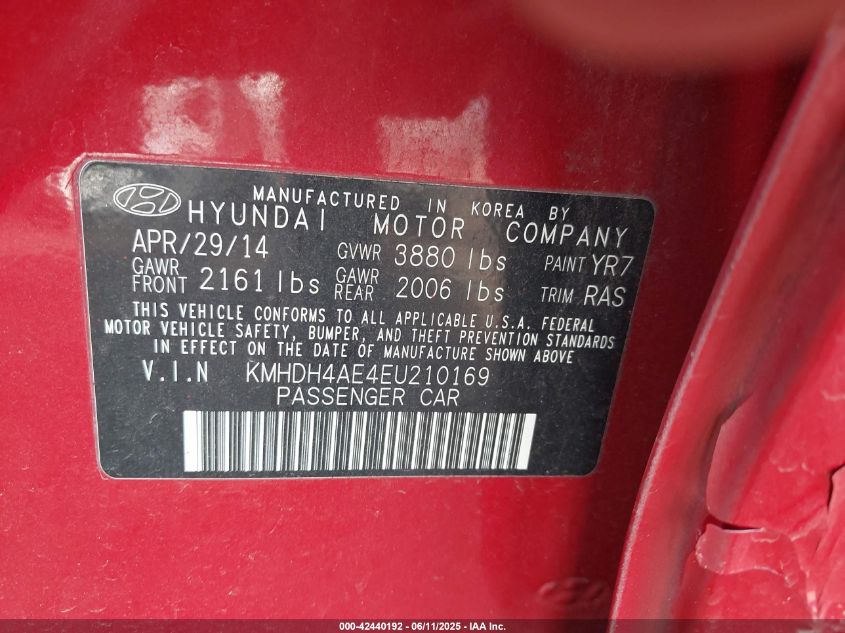 MANUFACTURED IN KOREA BY
HYUNDAI MOTOR COMPANY
APR/29/14 GVWR 3880 lbs PAINT YR7
GAWR FRONT 2161 lbs GAWR REAR 2006 lbs TRIM RAS
THIS VEHICLE CONFORMS TO ALL APPLICABLE U.S.A. FEDERAL
MOTOR VEHICLE SAFETY, BUMPER, AND THEFT PREVENTION STANDARDS
IN EFFECT ON THE DATE OF MANUFACTURE SHOWN ABOVE
V.I.N KMHDH4AE4EU210169
PASSENGER CAR
000-42440192 - 06/11/2025 - IAA Inc.